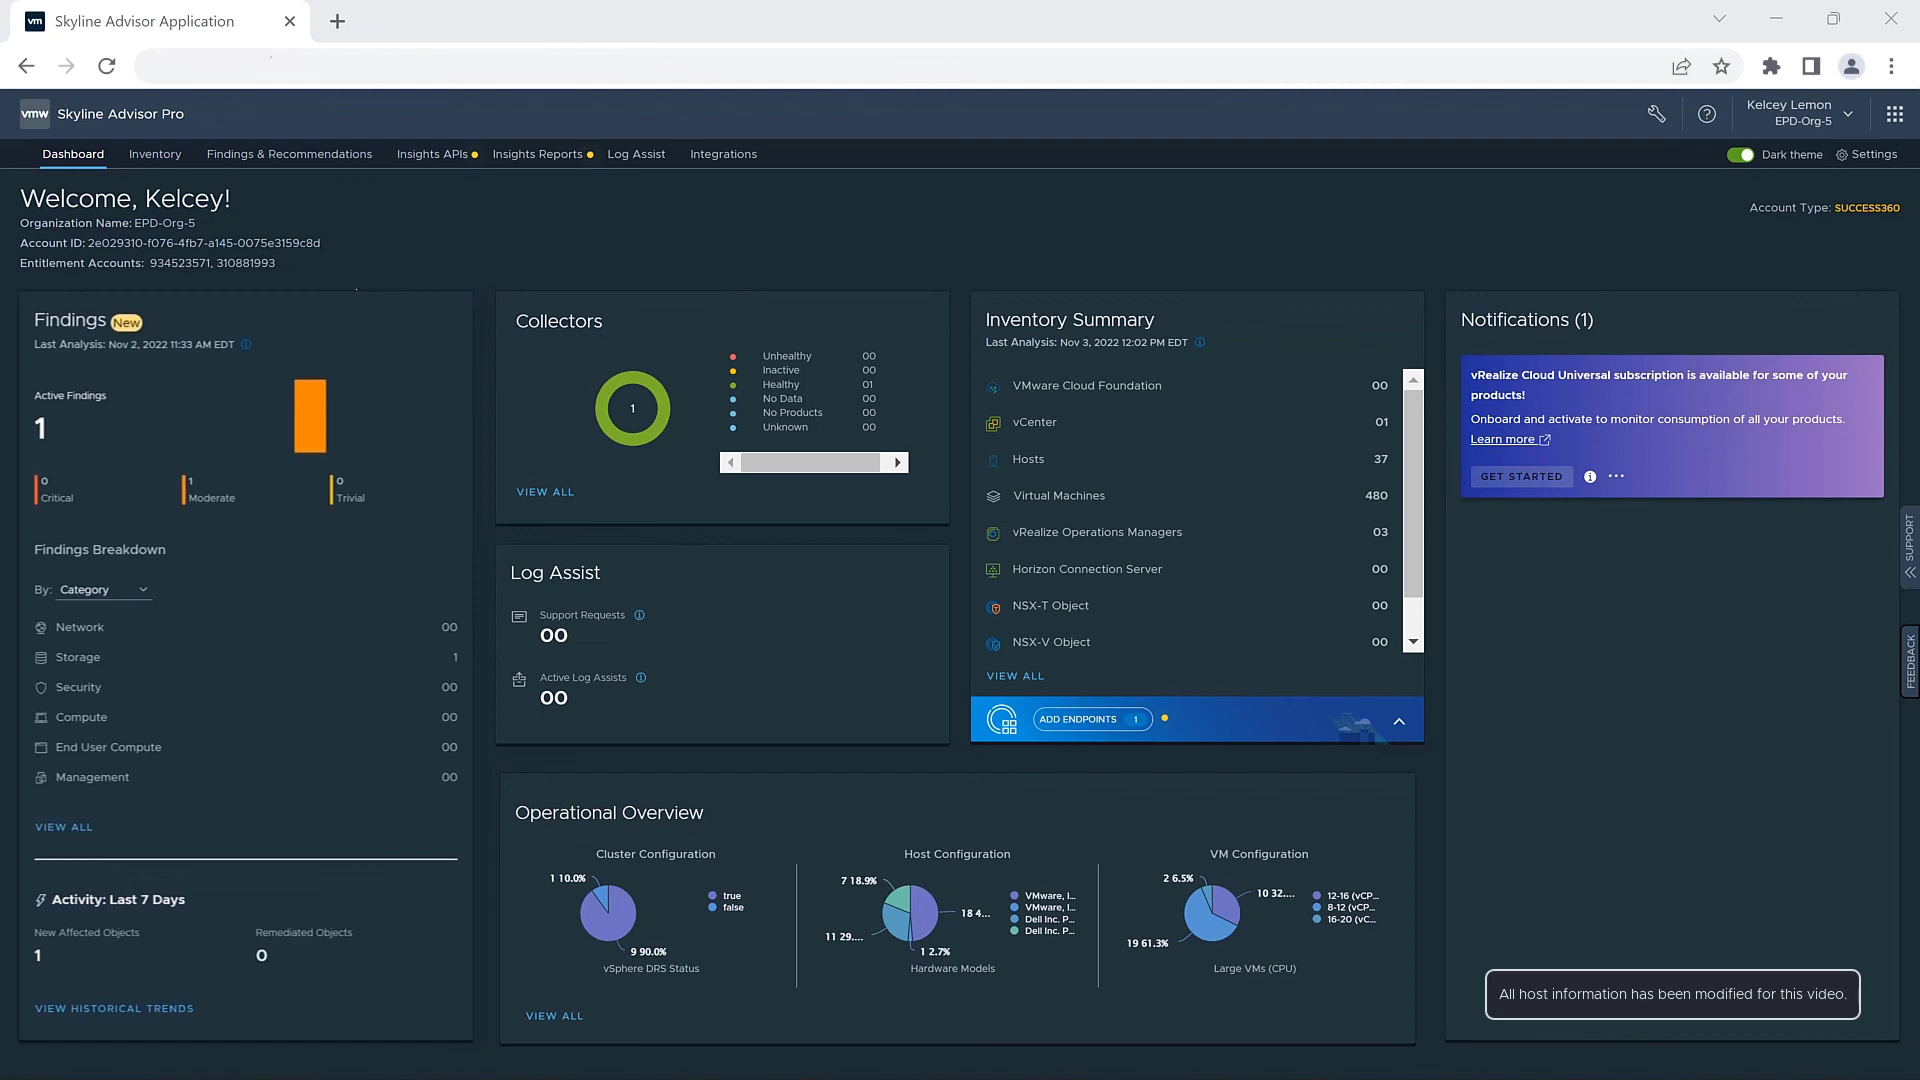 vm Skyline Advisor Application
vmw Skyline Advisor Pro
Kelcey Lemon
EPD-Org-5
Dashboard Inventory Findings & Recommendations Insights APIs Insights Reports Log Assist Integrations
Dark theme Settings
Welcome, Kelcey!
Organization Name: EPD-Org-5
Account ID: 2e029310-f076-4fb7-a145-0075e3159c8d
Entitlement Accounts: 934523571, 310881993
Account Type: SUCCESS360
Findings New
Last Analysis: Nov 2, 2022 11:33 AM EDT
Active Findings
1
0
Critical
1
Moderate
0
Trivial
Findings Breakdown
By: Category
Network 00
Storage 1
Security 00
Compute 00
End User Compute 00
Management 00
VIEW ALL
Activity: Last 7 Days
New Affected Objects
1
Remediated Objects
0
VIEW HISTORICAL TRENDS
Collectors
1
Unhealthy 00
Inactive 00
Healthy 01
No Data 00
No Products 00
Unknown 00
VIEW ALL
Log Assist
Support Requests
00
Active Log Assists
00
Inventory Summary
Last Analysis: Nov 3, 2022 12:02 PM EDT
VMware Cloud Foundation 00
vCenter 01
Hosts 37
Virtual Machines 480
vRealize Operations Managers 03
Horizon Connection Server 00
NSX-T Object 00
NSX-V Object 00
VIEW ALL
ADD ENDPOINTS 1
Operational Overview
Cluster Configuration
1 10.0%
9 90.0%
true
false
vSphere DRS Status
Host Configuration
7 18.9%
18 4...
11 29....
1 2.7%
VMware, I...
VMware, I...
Dell Inc. P...
Dell Inc. P...
Hardware Models
VM Configuration
2 6.5%
10 32....
19 61.3%
12-16 (vCP...
8-12 (vCP...
16-20 (vC...
Large VMs (CPU)
VIEW ALL
Notifications (1)
vRealize Cloud Universal subscription is available for some of your
products!
Onboard and activate to monitor consumption of all your products.
Learn more
GET STARTED
SUPPORT
FEEDBACK
All host information has been modified for this video.